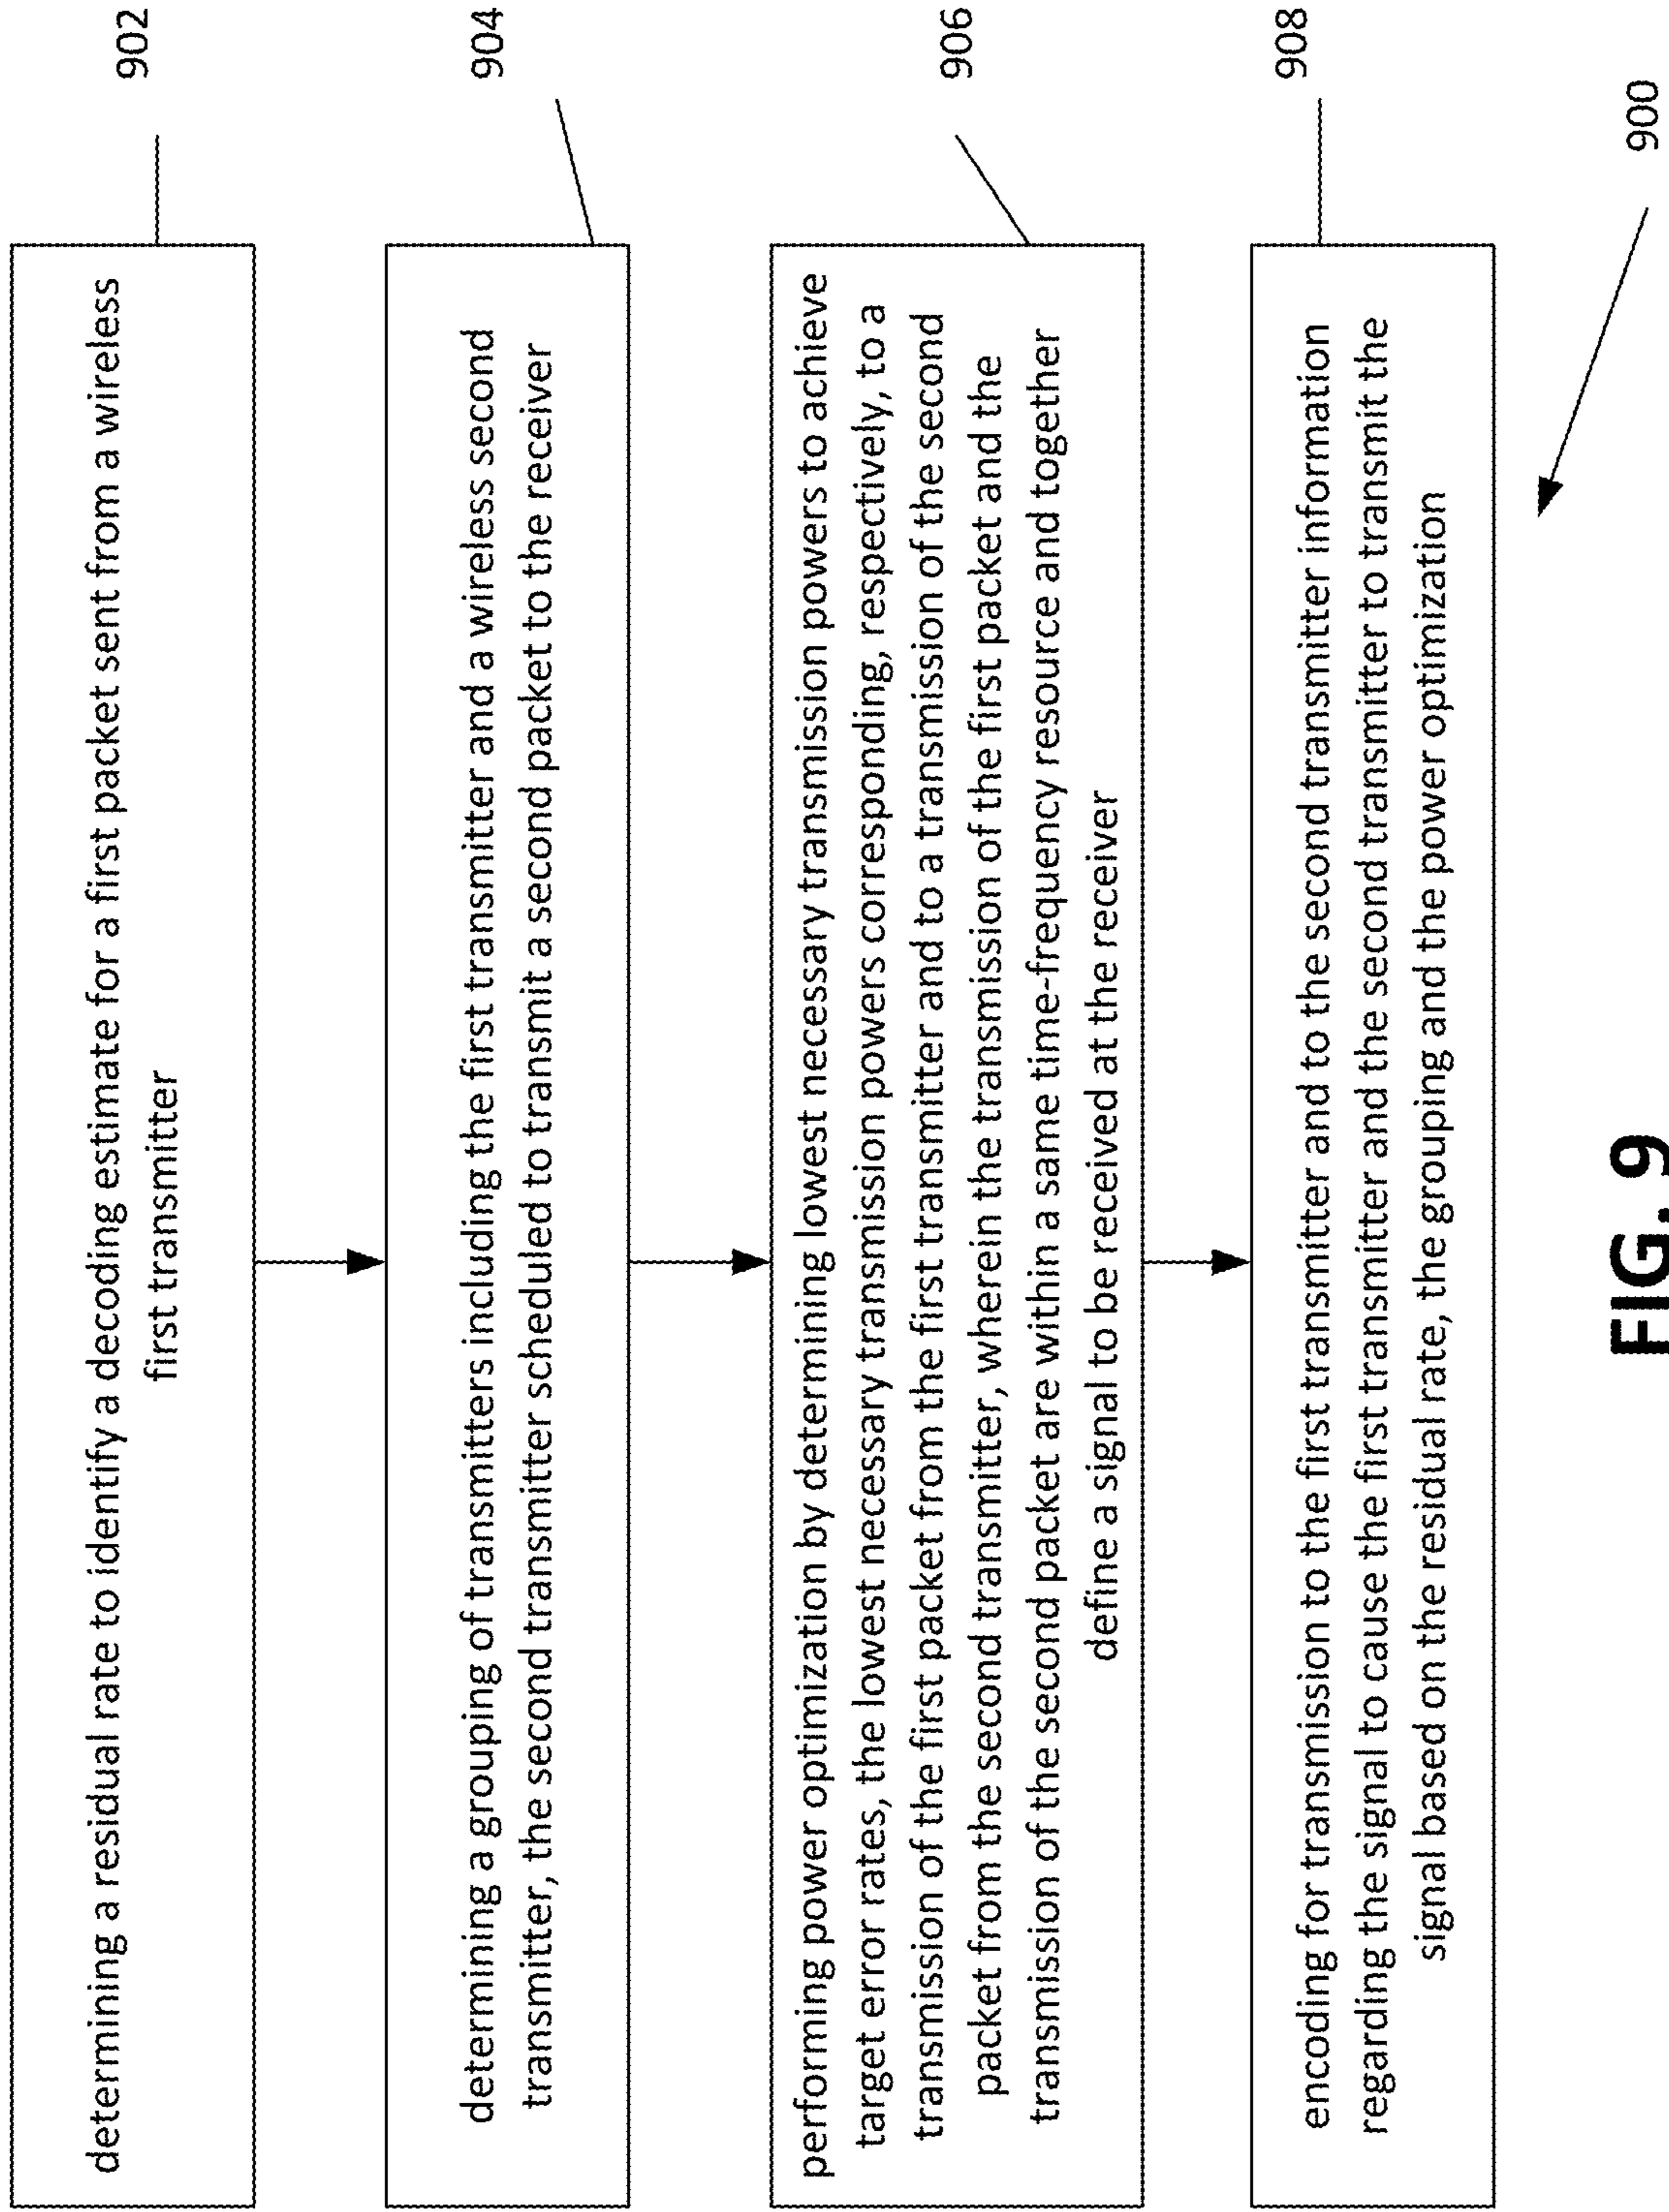 determining a residual rate to identify a decoding estimate for a first packet sent from a wireless
first transmitter
902
determining a grouping of transmitters including the first transmitter and a wireless second
transmitter, the second transmitter scheduled to transmit a second packet to the receiver
904
performing power optimization by determining lowest necessary transmission powers to achieve
target error rates, the lowest necessary transmission powers corresponding, respectively, to a
transmission of the first packet from the first transmitter and to a transmission of the second
packet from the second transmitter, wherein the transmission of the first packet and the
transmission of the second packet are within a same time-frequency resource and together
define a signal to be received at the receiver
906
encoding for transmission to the first transmitter and to the second transmitter information
regarding the signal to cause the first transmitter and the second transmitter to transmit the
signal based on the residual rate, the grouping and the power optimization
908
900
FIG. 9